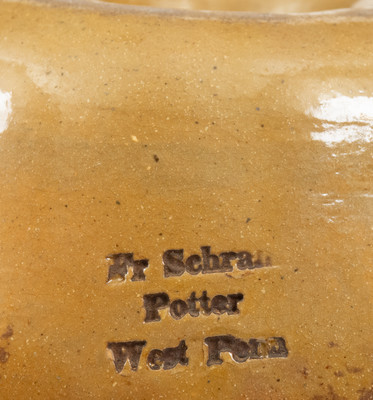 Fr Schran
Potter
West Penn